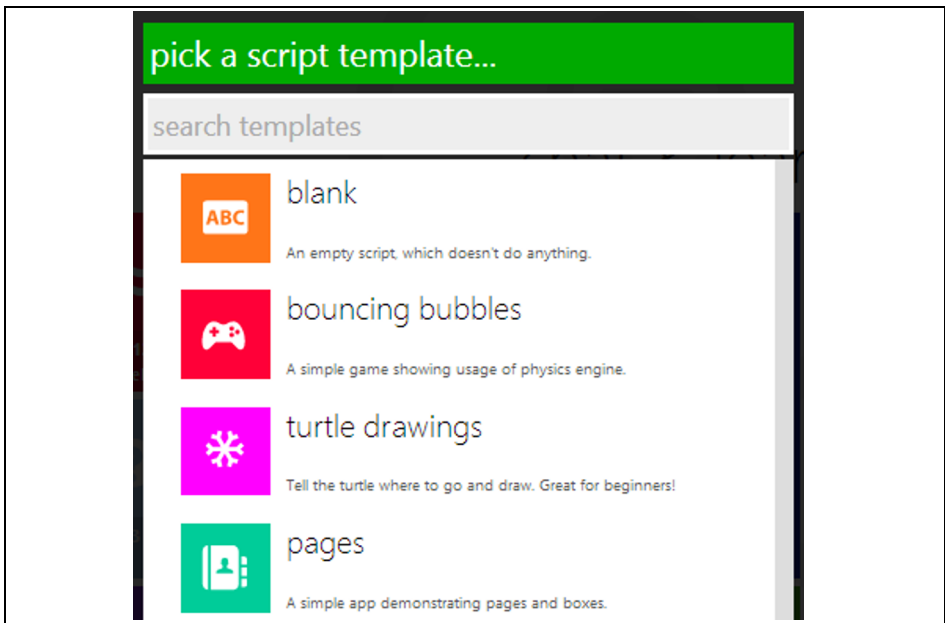 pick a script template...
search templates
blank
ABC
An empty script, which doesn't do anything.
bouncing bubbles
A simple game showing usage of physics engine.
turtle drawings
Tell the turtle where to go and draw. Great for beginners!
pages
A simple app demonstrating pages and boxes.